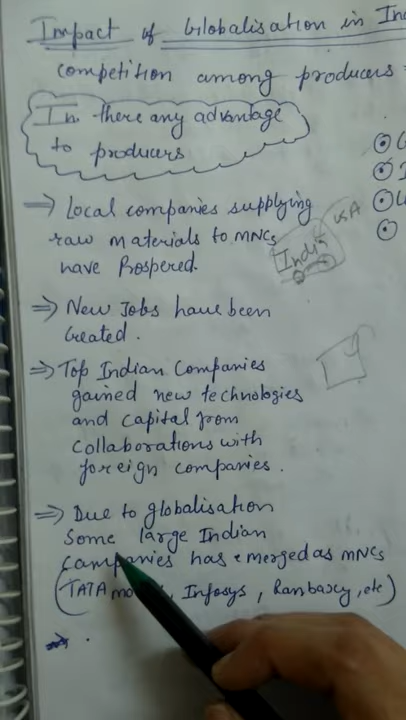 Impact of Globalisation in In
competition among producers
In there any advantage
to producers
⇒ Local companies supplying
raw materials to MNCs
have Prospered.
USA
India
⇒ New Jobs have been
Created.
⇒ Top Indian Companies
gained new technologies
and capital from
collaborations with
foreign companies.
⇒ Due to globalisation
Some large Indian
Companies has emerged as MNCs
(TATA mo , Infosys, Ranbaxy, etc)